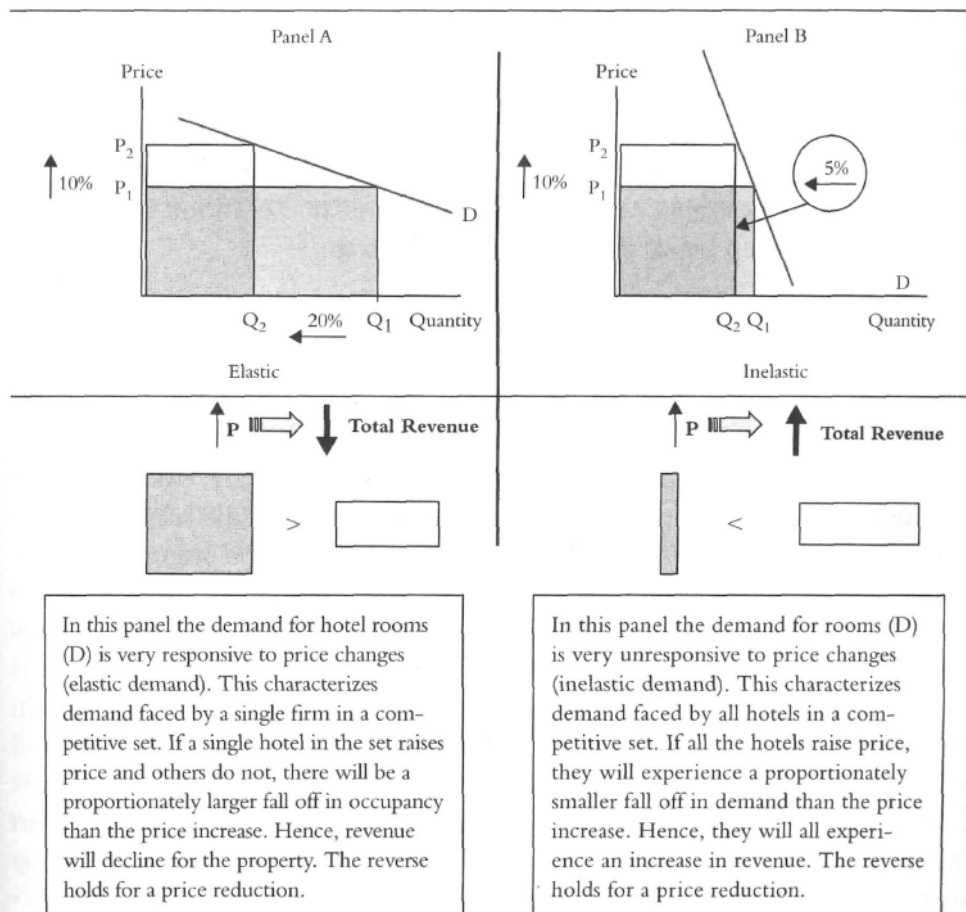 Panel A
Price
P₂
P₁
10%
D
Q₂
20%
Q₁
Quantity
Elastic
P
Total Revenue
>
In this panel the demand for hotel rooms
(D) is very responsive to price changes
(elastic demand). This characterizes
demand faced by a single firm in a com-
petitive set. If a single hotel in the set raises
price and others do not, there will be a
proportionately larger fall off in occupancy
than the price increase. Hence, revenue
will decline for the property. The reverse
holds for a price reduction.
Panel B
Price
P₂
P₁
10%
5%
D
Q₂ Q₁
Quantity
Inelastic
P
Total Revenue
<
In this panel the demand for rooms (D)
is very unresponsive to price changes
(inelastic demand). This characterizes
demand faced by all hotels in a com-
petitive set. If all the hotels raise price,
they will experience a proportionately
smaller fall off in demand than the price
increase. Hence, they will all experi-
ence an increase in revenue. The reverse
holds for a price reduction.